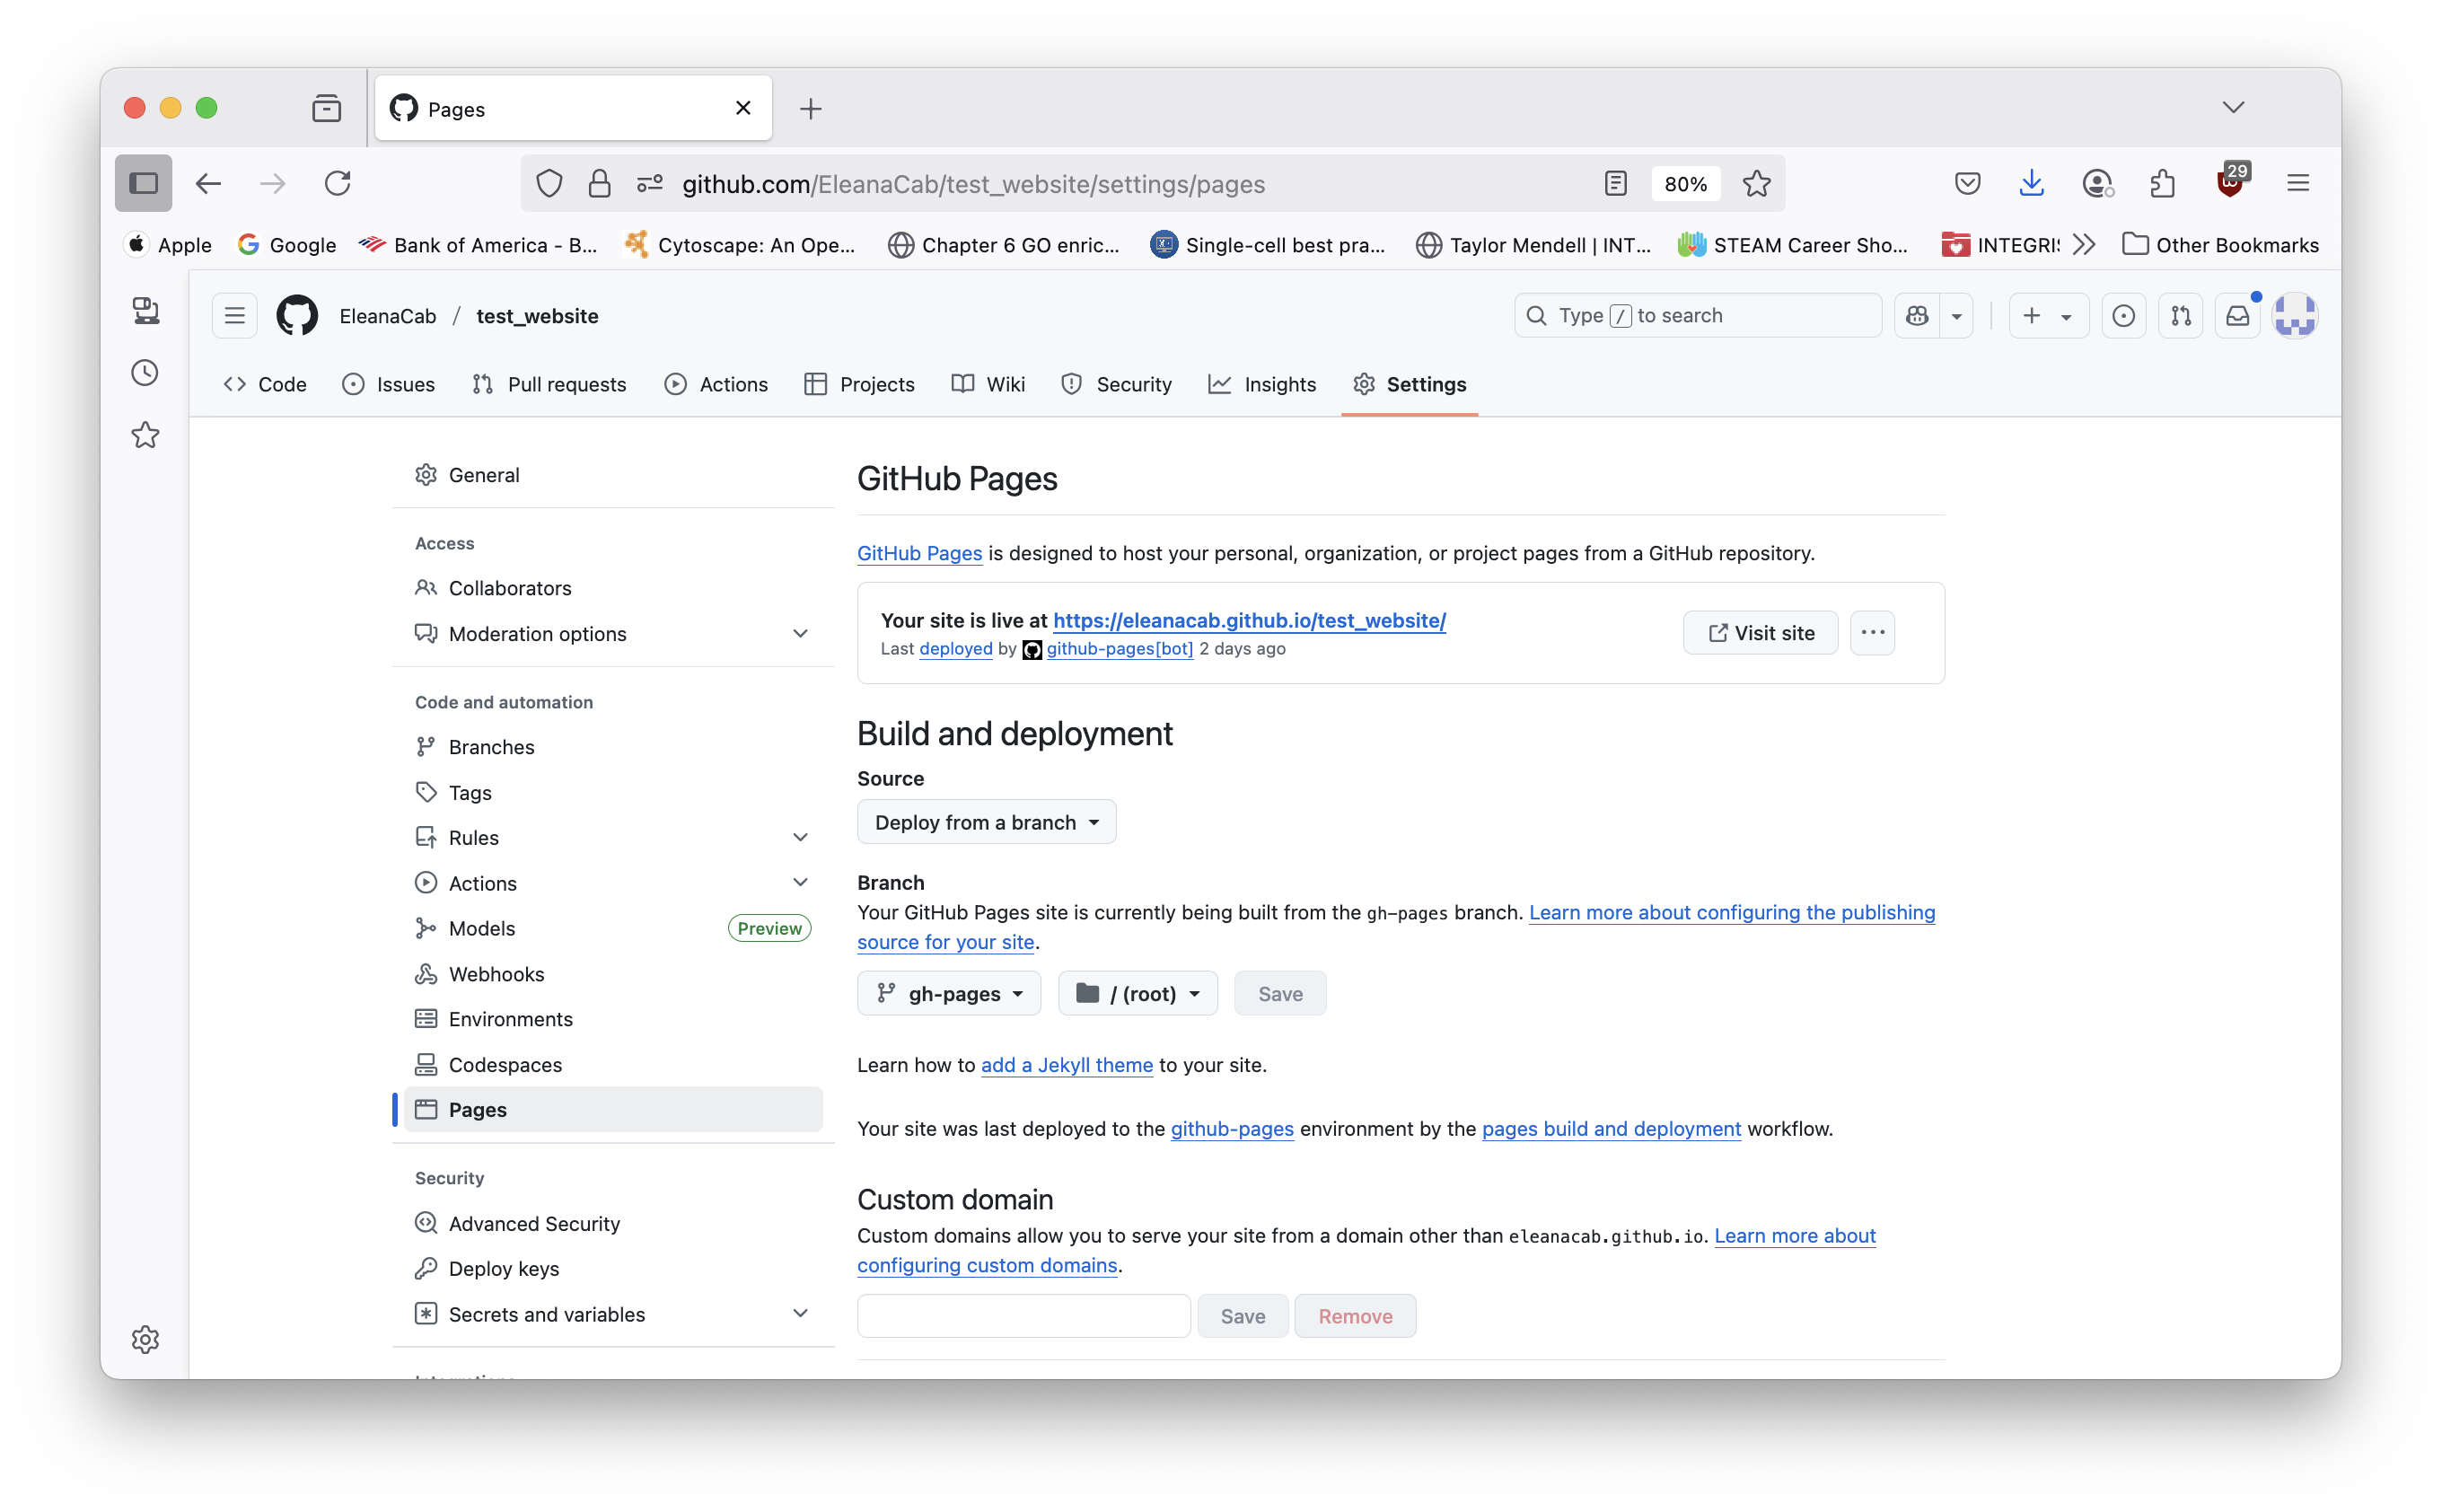 Pages
github.com/EleanaCab/test_website/settings/pages
80%
29
Apple
Google
Bank of America - B...
Cytoscape: An Ope...
Chapter 6 GO enric...
Single-cell best pra...
Taylor Mendell | INT...
STEAM Career Sho...
INTEGRI
Other Bookmarks
EleanaCab / test_website
Type / to search
Code
Issues
Pull requests
Actions
Projects
Wiki
Security
Insights
Settings
General
Access
Collaborators
Moderation options
Code and automation
Branches
Tags
Rules
Actions
Models
Preview
Webhooks
Environments
Codespaces
Pages
Security
Advanced Security
Deploy keys
Secrets and variables
GitHub Pages
GitHub Pages is designed to host your personal, organization, or project pages from a GitHub repository.
Your site is live at https://eleanacab.github.io/test_website/
Last deployed by github-pages[bot] 2 days ago
Visit site
Build and deployment
Source
Deploy from a branch
Branch
Your GitHub Pages site is currently being built from the gh-pages branch. Learn more about configuring the publishing
source for your site.
gh-pages
/ (root)
Save
Learn how to add a Jekyll theme to your site.
Your site was last deployed to the github-pages environment by the pages build and deployment workflow.
Custom domain
Custom domains allow you to serve your site from a domain other than eleanacab.github.io. Learn more about
configuring custom domains.
Save
Remove